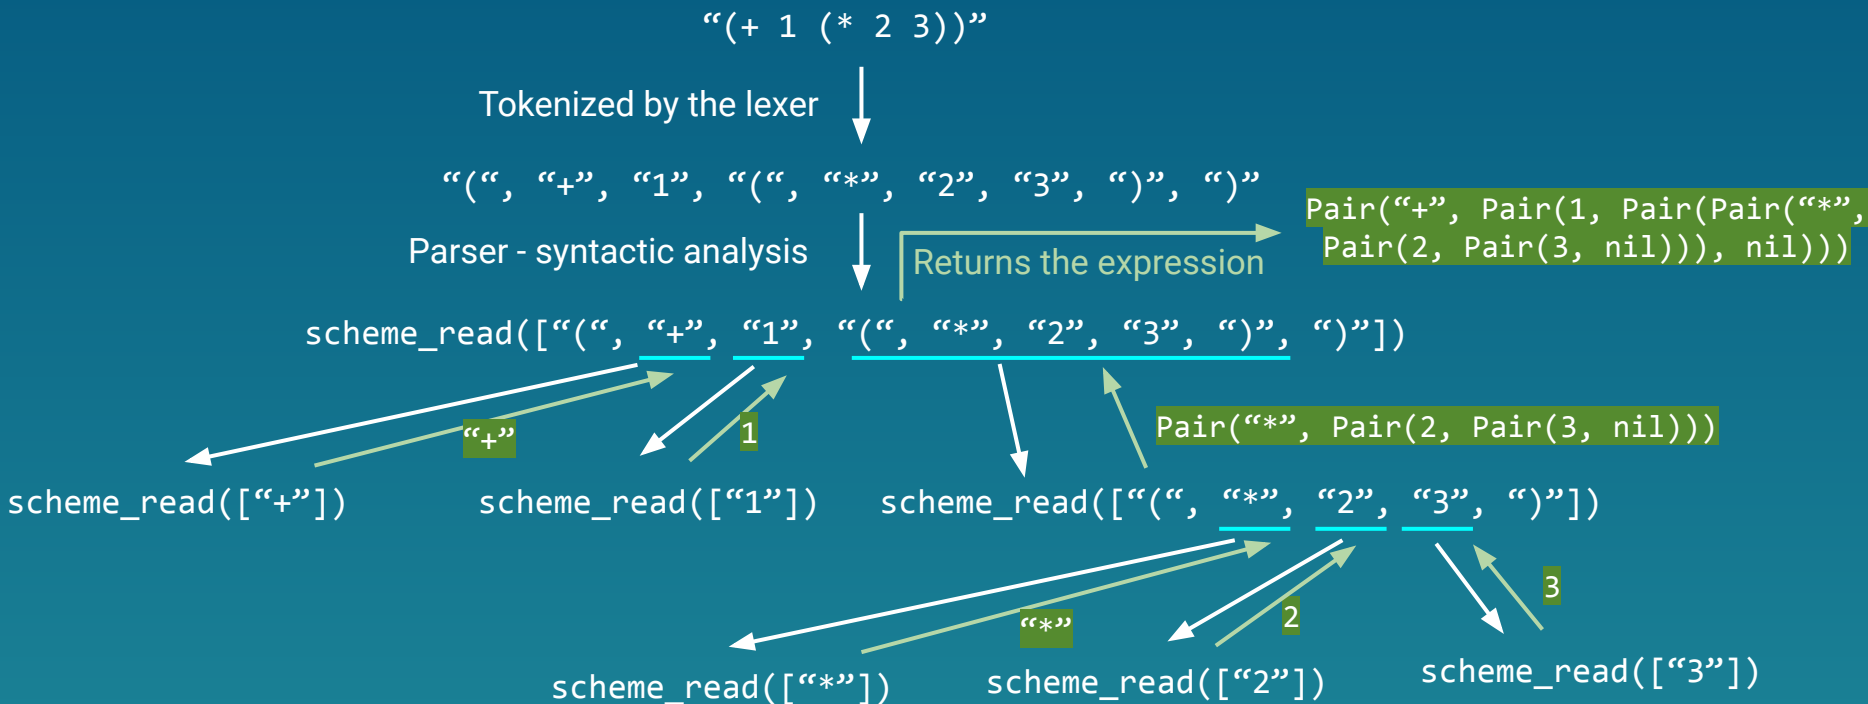 “(+ 1 (* 2 3))”
Tokenized by the lexer
“(“, “+”, “1”, “(“, “*”, “2”, “3”, “)”, “)”
Pair(“+”, Pair(1, Pair(Pair(“*”,
Pair(2, Pair(3, nil))), nil)))
Parser - syntactic analysis
Returns the expression
scheme_read([“(“, “+”, “1”, “(“, “*”, “2”, “3”, “)”, “)”])
“+”
1
Pair(“*”, Pair(2, Pair(3, nil)))
scheme_read([“+”])
scheme_read([“1”])
scheme_read([“(“, “*”, “2”, “3”, “)”])
“*”
2
3
scheme_read([“*”])
scheme_read([“2”])
scheme_read([“3”])